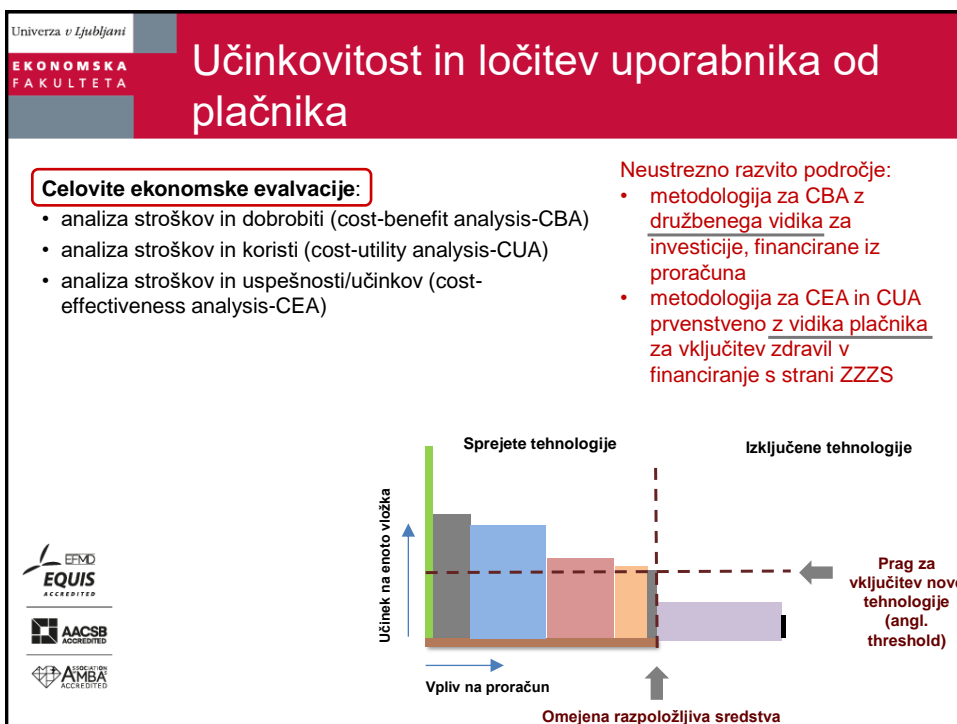 Univerza v Ljubljani
EKONOMSKA
FAKULTETA
Učinkovitost in ločitev uporabnika od
plačnika
Celovite ekonomske evalvacije:
• analiza stroškov in dobrobiti (cost-benefit analysis-CBA)
• analiza stroškov in koristi (cost-utility analysis-CUA)
• analiza stroškov in uspešnosti/učinkov (cost-
effectiveness analysis-CEA)
Neustrezno razvito področje:
• metodologija za CBA z
družbenega vidika za
investicije, financirane iz
proračuna
• metodologija za CEA in CUA
prvenstveno z vidika plačnika
za vključitev zdravil v
financiranje s strani ZZZS
Sprejete tehnologije
Izključene tehnologije
Učinek na enoto vložka
Prag za
vključitev nove
tehnologije
(angl.
threshold)
Vpliv na proračun
Omejena razpoložljiva sredstva
EFMD
EQUIS
ACCREDITED
AACSB
ACCREDITED
ASSOCIATION
AMBA'S
ACCREDITED